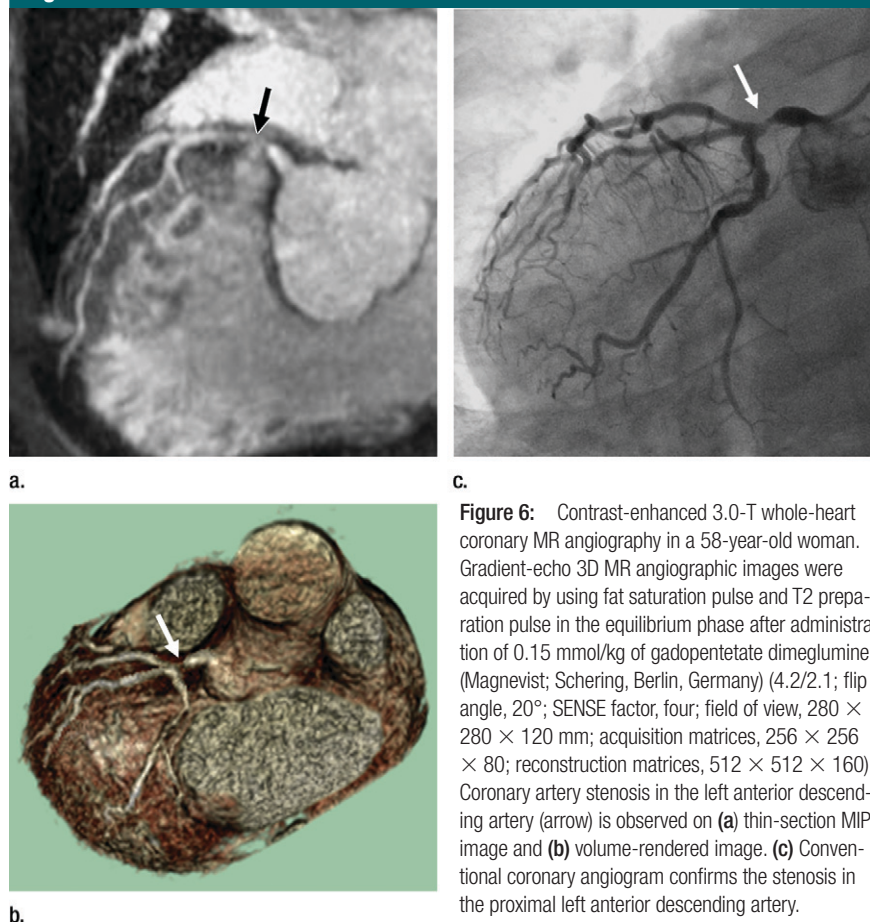 a.
c.
b.
Figure 6: Contrast-enhanced 3.0-T whole-heart
coronary MR angiography in a 58-year-old woman.
Gradient-echo 3D MR angiographic images were
acquired by using fat saturation pulse and T2 prepa-
ration pulse in the equilibrium phase after administra
tion of 0.15 mmol/kg of gadopentetate dimeglumine
(Magnevist; Schering, Berlin, Germany) (4.2/2.1; flip
angle, 20°; SENSE factor, four; field of view, 280 ×
280 × 120 mm; acquisition matrices, 256 × 256
× 80; reconstruction matrices, 512 × 512 × 160)
Coronary artery stenosis in the left anterior descend-
ing artery (arrow) is observed on (a) thin-section MIP
image and (b) volume-rendered image. (c) Conven-
tional coronary angiogram confirms the stenosis in
the proximal left anterior descending artery.